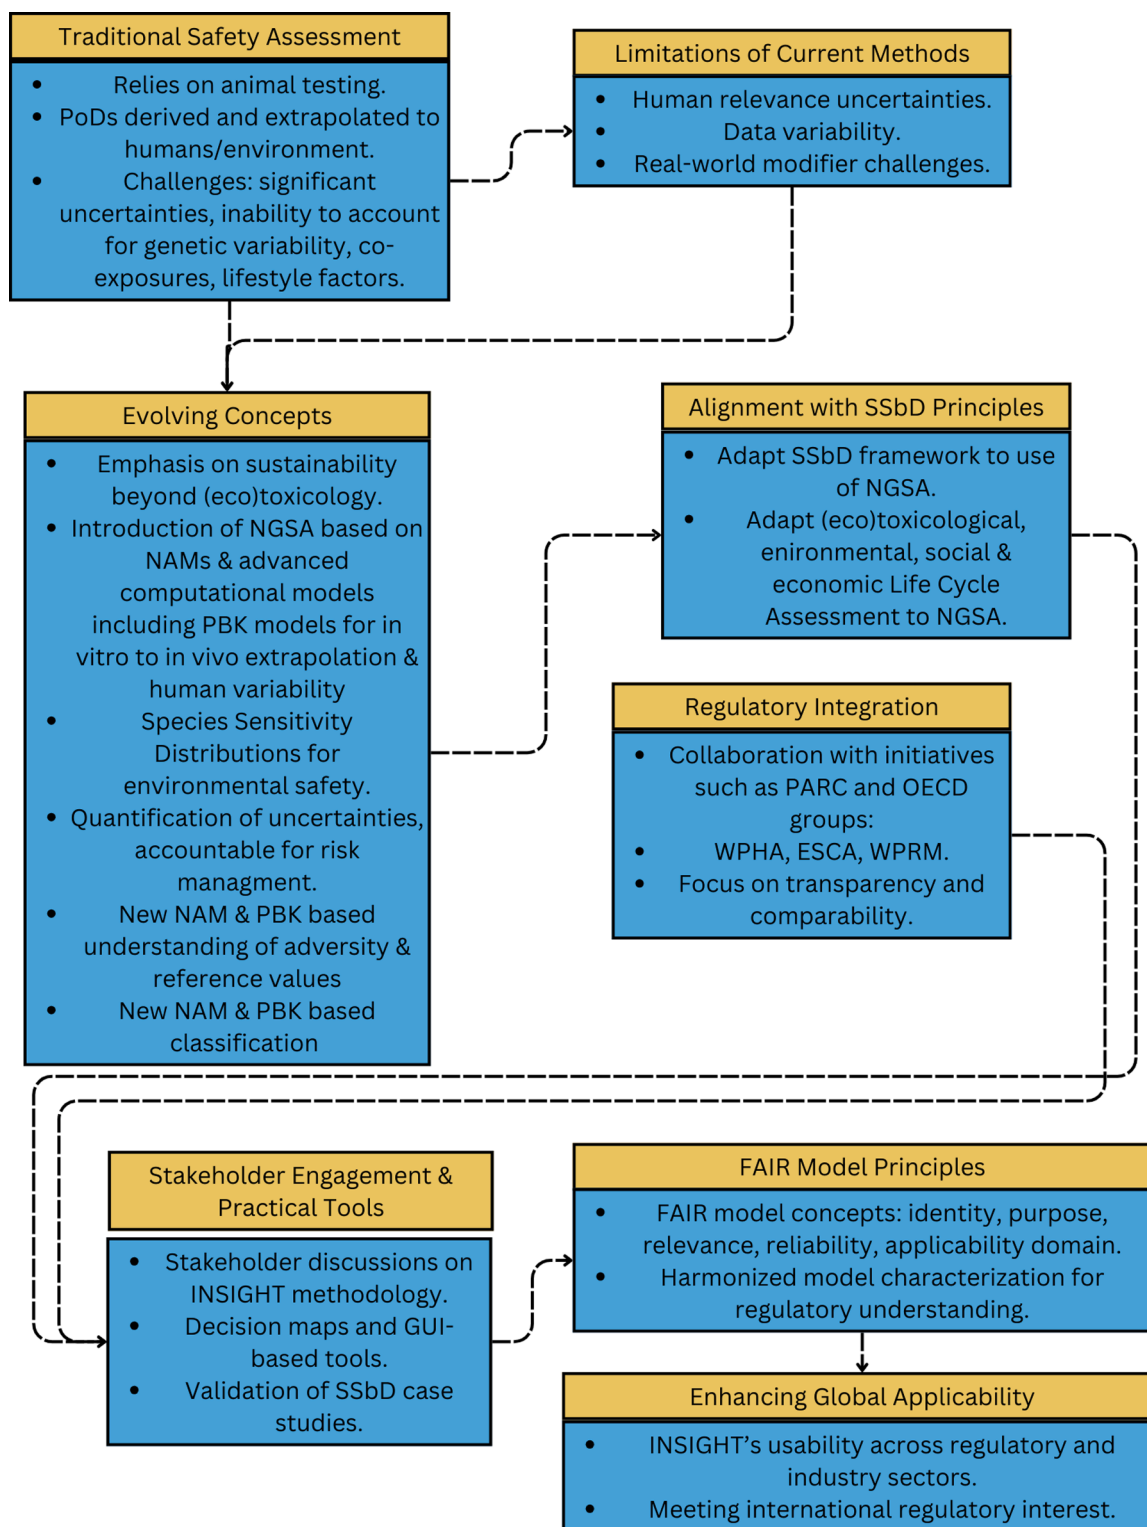 Traditional Safety Assessment
• Relies on animal testing.
• PoDs derived and extrapolated to
humans/environment.
• Challenges: significant
uncertainties, inability to account
for genetic variability, co-
exposures, lifestyle factors.
Limitations of Current Methods
• Human relevance uncertainties.
• Data variability.
• Real-world modifier challenges.
Evolving Concepts
• Emphasis on sustainability
beyond (eco)toxicology.
• Introduction of NGSA based on
NAMs & advanced
computational models
including PBK models for in
vitro to in vivo extrapolation &
human variability
• Species Sensitivity
Distributions for
environmental safety.
• Quantification of uncertainties,
accountable for risk
managment.
• New NAM & PBK based
understanding of adversity &
reference values
• New NAM & PBK based
classification
Alignment with SSbD Principles
• Adapt SSbD framework to use
of NGSA.
• Adapt (eco)toxicological,
enironmental, social &
economic Life Cycle
Assessment to NGSA.
Regulatory Integration
• Collaboration with initiatives
such as PARC and OECD
groups:
• WPHA, ESCA, WPRM.
• Focus on transparency and
comparability.
Stakeholder Engagement &
Practical Tools
• Stakeholder discussions on
INSIGHT methodology.
• Decision maps and GUI-
based tools.
• Validation of SSbD case
studies.
FAIR Model Principles
• FAIR model concepts: identity, purpose,
relevance, reliability, applicability domain.
• Harmonized model characterization for
regulatory understanding.
Enhancing Global Applicability
• INSIGHT’s usability across regulatory and
industry sectors.
• Meeting international regulatory interest.